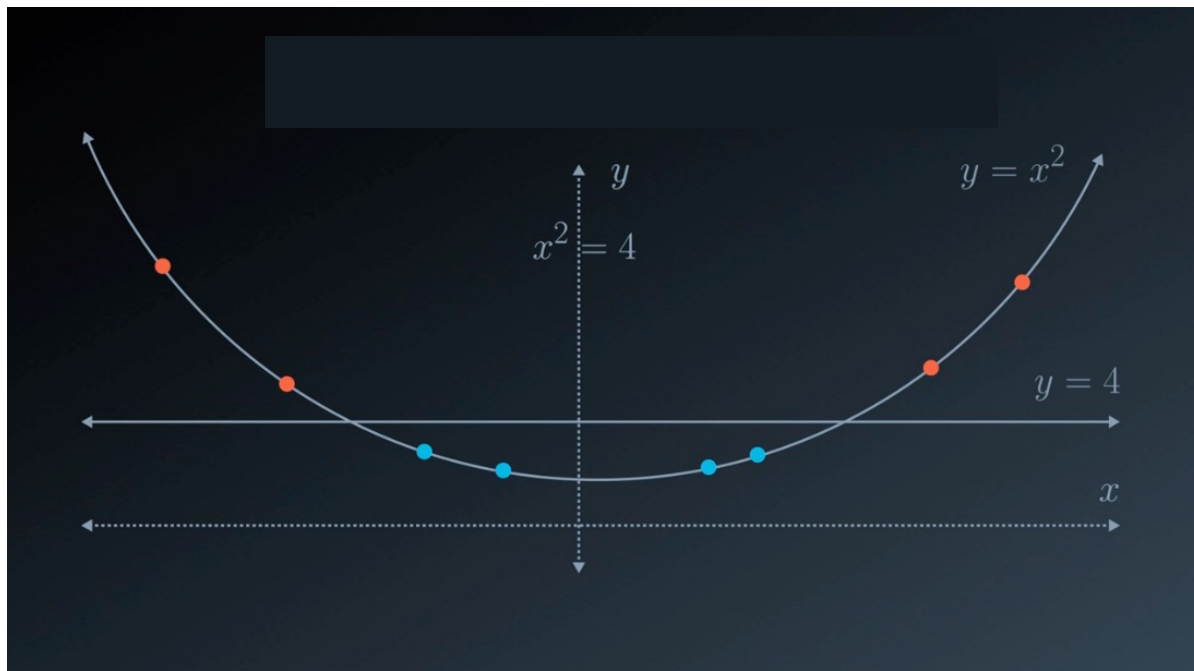 y
y = x²
x² = 4
y = 4
x